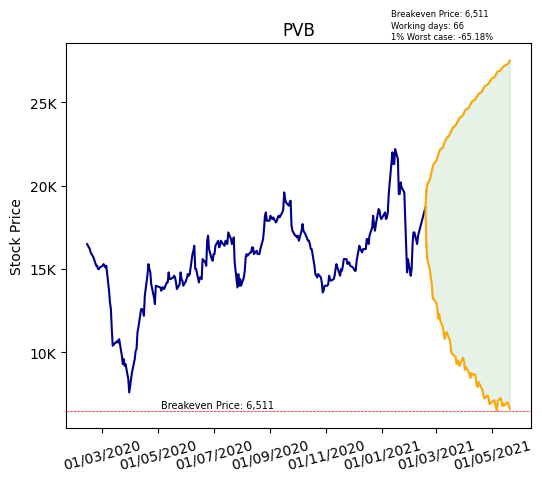 Breakeven Price: 6,511
Working days: 66
1% Worst case: -65.18%
PVB
Stock Price
25K
20K
15K
10K
Breakeven Price: 6,511
01/03/2020 01/05/2020 01/07/2020 01/09/2020 01/11/2020 01/01/2021 01/03/2021 01/05/2021